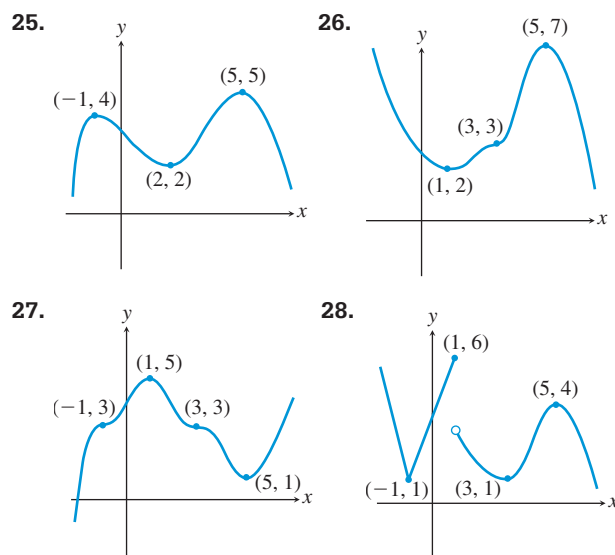 25.
y
(−1, 4)
(5, 5)
(2, 2)
x
26.
y
(5, 7)
(3, 3)
(1, 2)
x
27.
y
(1, 5)
(−1, 3)
(3, 3)
(5, 1)
x
28.
y
(1, 6)
(5, 4)
(−1, 1)
(3, 1)
x